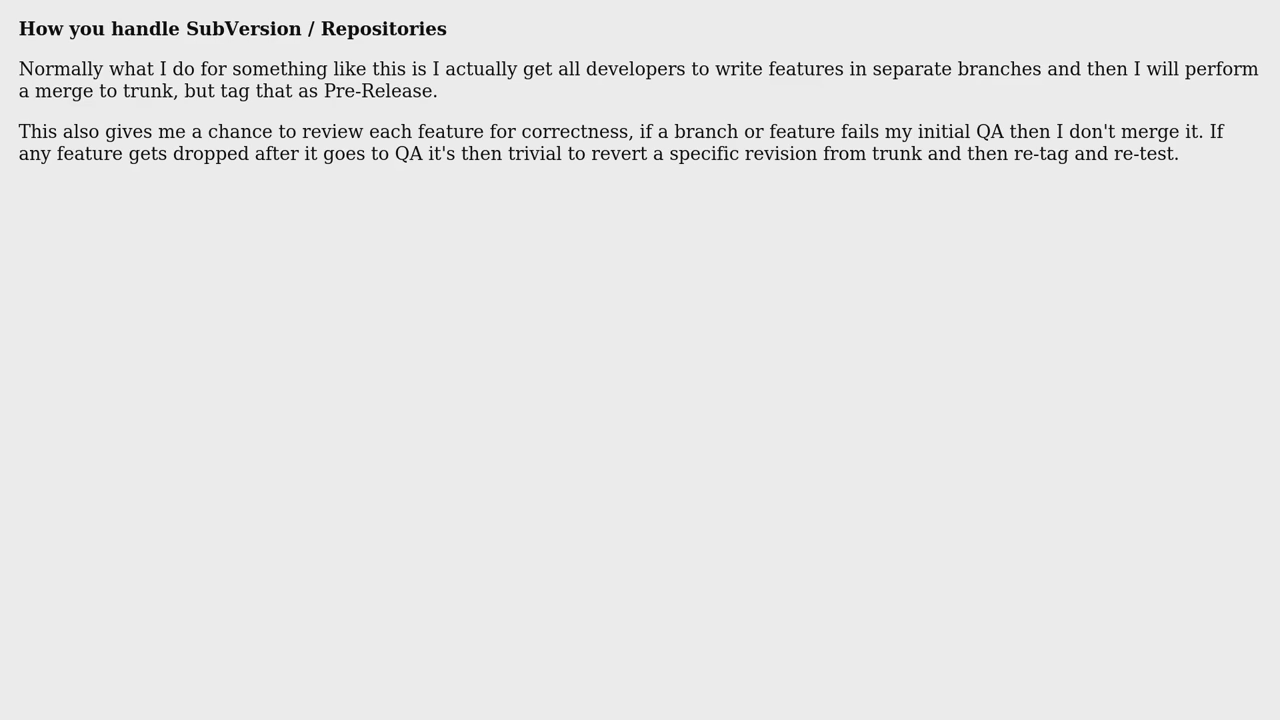 How you handle SubVersion / Repositories
Normally what I do for something like this is I actually get all developers to write features in separate branches and then I will perform
a merge to trunk, but tag that as Pre-Release.
This also gives me a chance to review each feature for correctness, if a branch or feature fails my initial QA then I don't merge it. If
any feature gets dropped after it goes to QA it's then trivial to revert a specific revision from trunk and then re-tag and re-test.